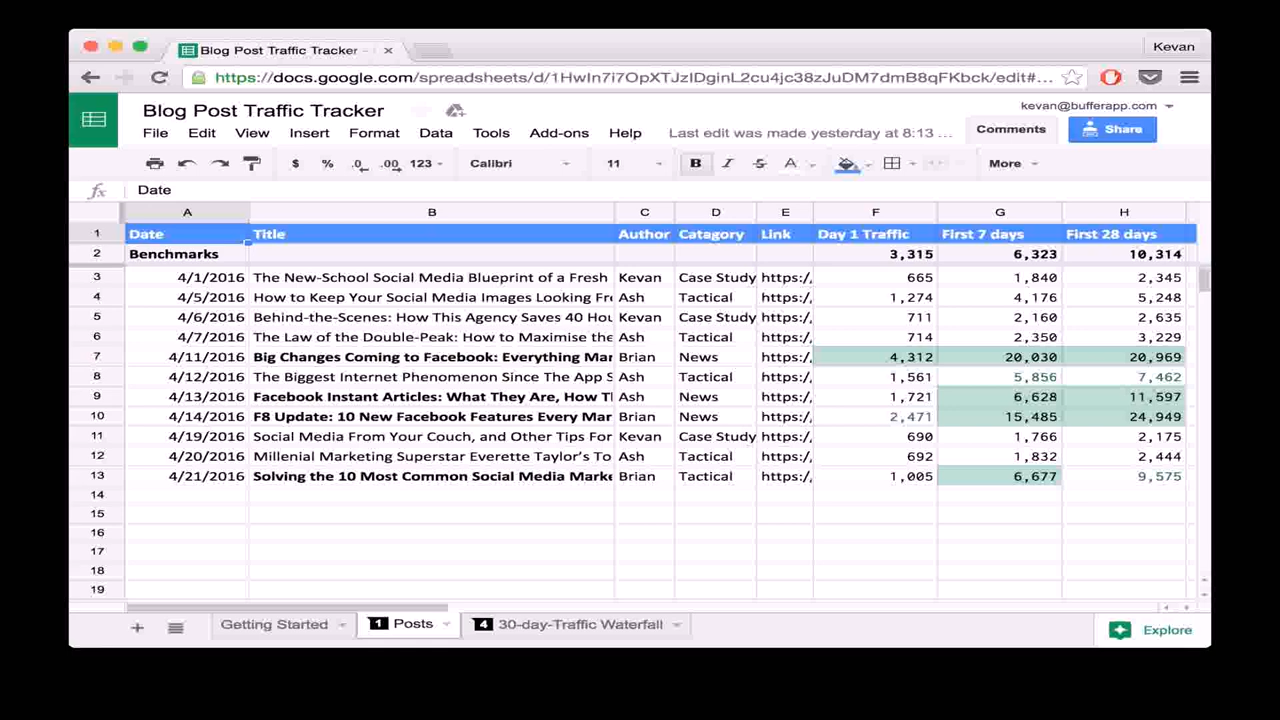 Blog Post Traffic Tracker -
Kevan
https://docs.google.com/spreadsheets/d/1HwIn7i7OpXTJzIDginL2cu4jc38zJuDM7dmB8qFKbck/edit#...
Blog Post Traffic Tracker
kevan@bufferapp.com
File Edit View Insert Format Data Tools Add-ons Help Last edit was made yesterday at 8:13 ... Comments Share
$ % .0 .00 123 Calibri 11 B I S A More
fx Date
A B C D E F G H
1 Date Title Author Catagory Link Day 1 Traffic First 7 days First 28 days
2 Benchmarks 3,315 6,323 10,314
3 4/1/2016 The New-School Social Media Blueprint of a Fresh Kevan Case Study https:/ 665 1,840 2,345
4 4/5/2016 How to Keep Your Social Media Images Looking Fre Ash Tactical https:/ 1,274 4,176 5,248
5 4/6/2016 Behind-the-Scenes: How This Agency Saves 40 Hou Kevan Case Study https:/ 711 2,160 2,635
6 4/7/2016 The Law of the Double-Peak: How to Maximise the Ash Tactical https:/ 714 2,350 3,229
7 4/11/2016 Big Changes Coming to Facebook: Everything Mar Brian News https:/ 4,312 20,030 20,969
8 4/12/2016 The Biggest Internet Phenomenon Since The App S Ash Tactical https:/ 1,561 5,856 7,462
9 4/13/2016 Facebook Instant Articles: What They Are, How Th Ash Tactical https:/ 1,721 6,628 11,597
10 4/14/2016 F8 Update: 10 New Facebook Features Every Mar Brian News https:/ 2,471 15,485 24,949
11 4/19/2016 Social Media From Your Couch, and Other Tips For Kevan Case Study https:/ 690 1,766 2,175
12 4/20/2016 Millenial Marketing Superstar Everette Taylor's To Ash Tactical https:/ 692 1,832 2,444
13 4/21/2016 Solving the 10 Most Common Social Media Marke Brian Tactical https:/ 1,005 6,677 9,575
14
15
16
17
18
19
+ Getting Started 1 Posts 4 30-day-Traffic Waterfall Explore